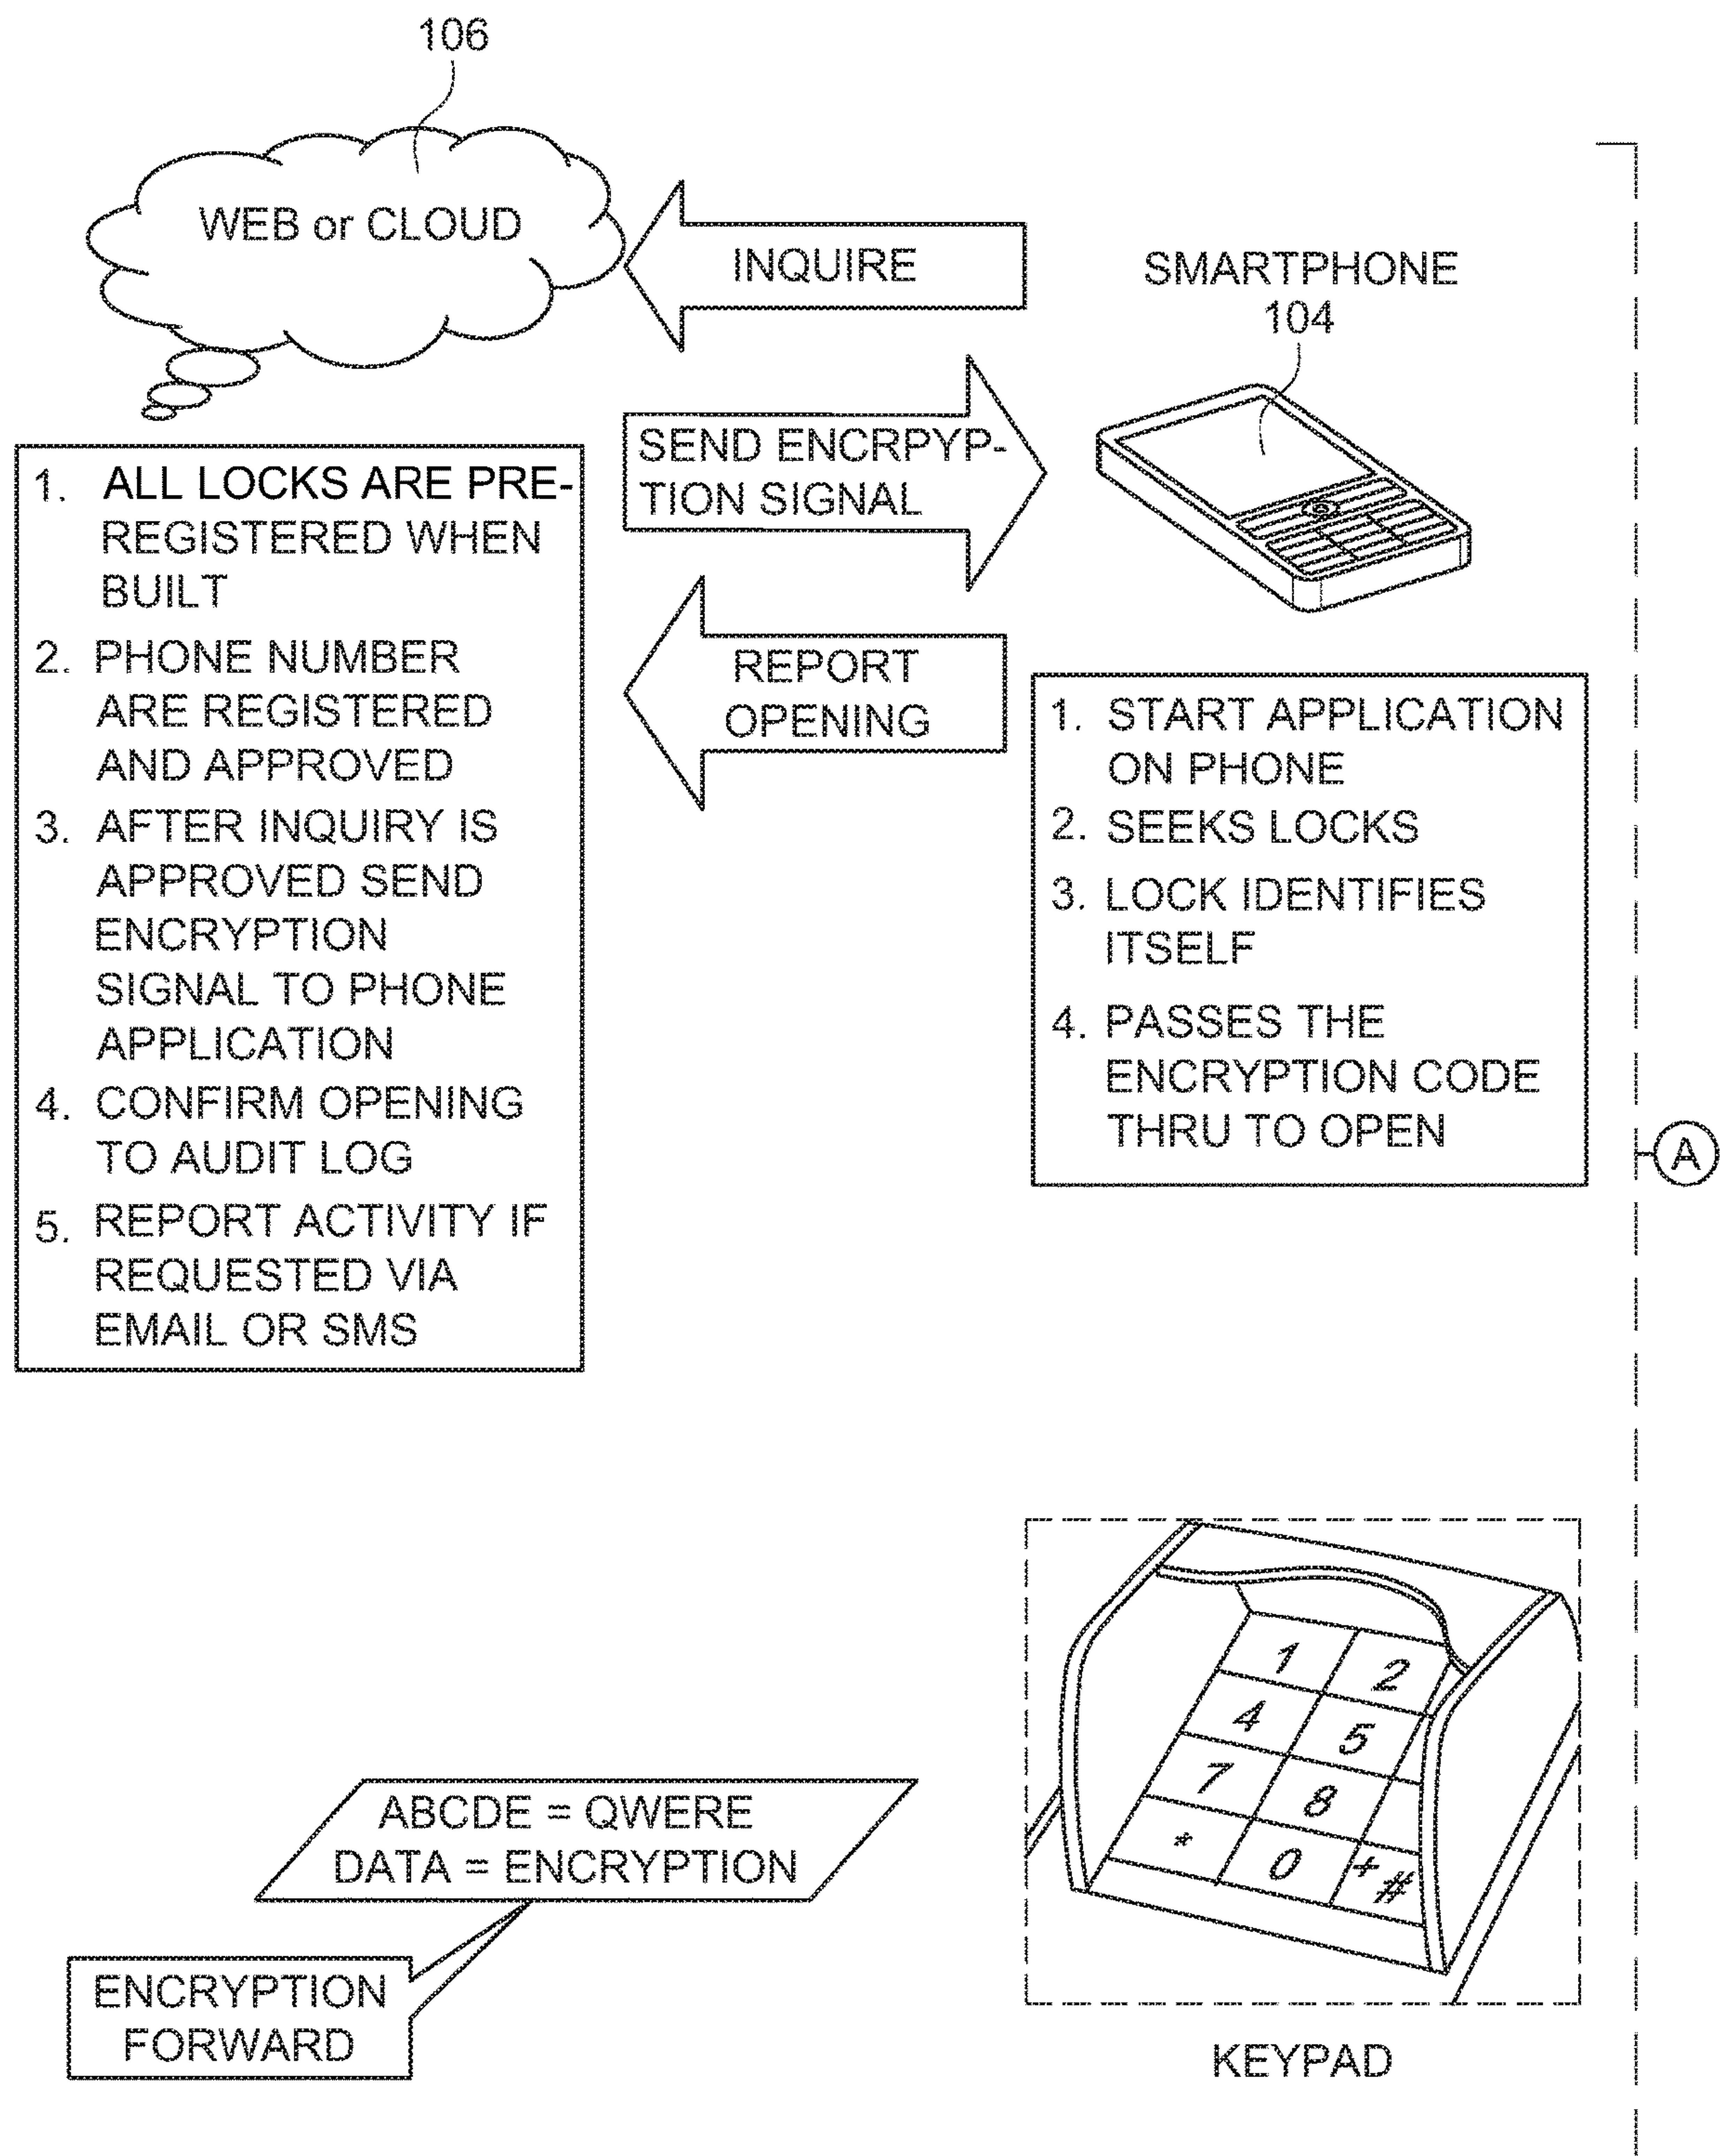 106
WEB or CLOUD
INQUIRE
SMARTPHONE
104
SEND ENCRPYP-
TION SIGNAL
REPORT
OPENING
1. ALL LOCKS ARE PRE-
REGISTERED WHEN
BUILT
2. PHONE NUMBER
ARE REGISTERED
AND APPROVED
3. AFTER INQUIRY IS
APPROVED SEND
ENCRYPTION
SIGNAL TO PHONE
APPLICATION
4. CONFIRM OPENING
TO AUDIT LOG
5. REPORT ACTIVITY IF
REQUESTED VIA
EMAIL OR SMS
1. START APPLICATION
ON PHONE
2. SEEKS LOCKS
3. LOCK IDENTIFIES
ITSELF
4. PASSES THE
ENCRYPTION CODE
THRU TO OPEN
A
1 2
4 5
7 8
* 0 + #
KEYPAD
ABCDE = QWERE
DATA = ENCRYPTION
ENCRYPTION
FORWARD